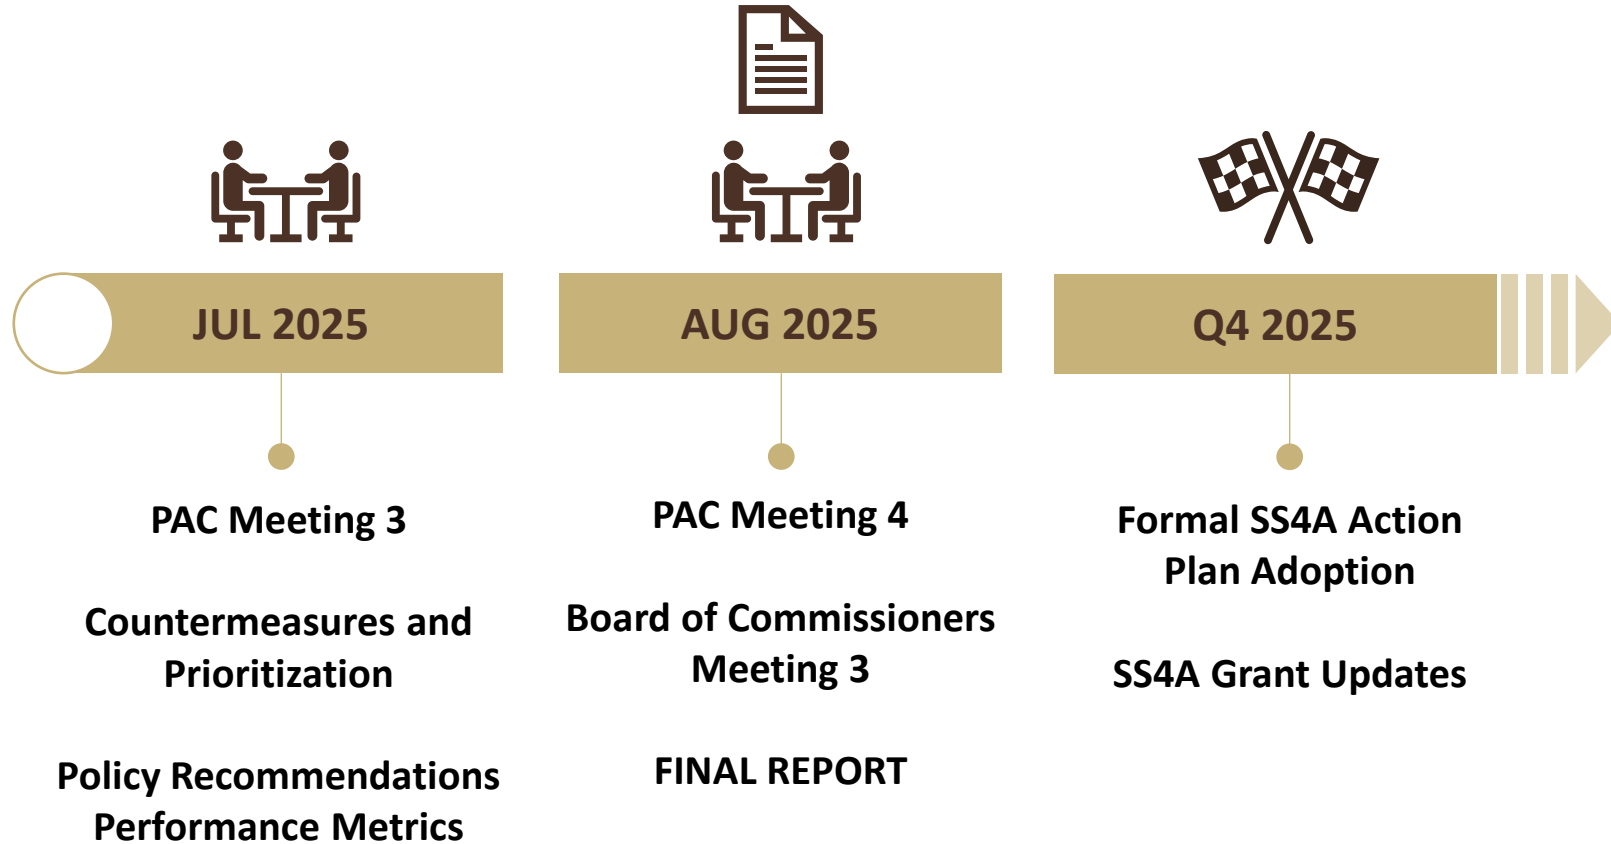 JUL 2025
PAC Meeting 3
Countermeasures and
Prioritization
Policy Recommendations
Performance Metrics
AUG 2025
PAC Meeting 4
Board of Commissioners
Meeting 3
FINAL REPORT
Q4 2025
Formal SS4A Action
Plan Adoption
SS4A Grant Updates